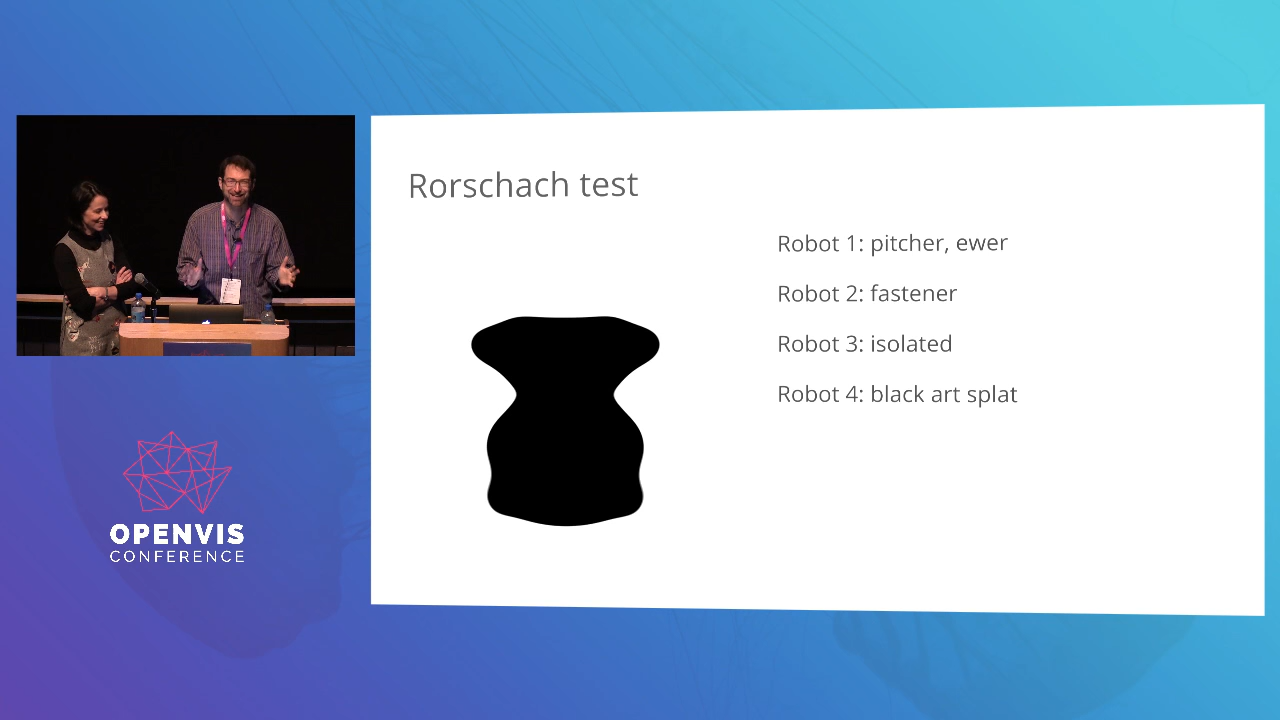 Rorschach test
Robot 1: pitcher, ewer
Robot 2: fastener
Robot 3: isolated
Robot 4: black art splat
OPENVIS
CONFERENCE